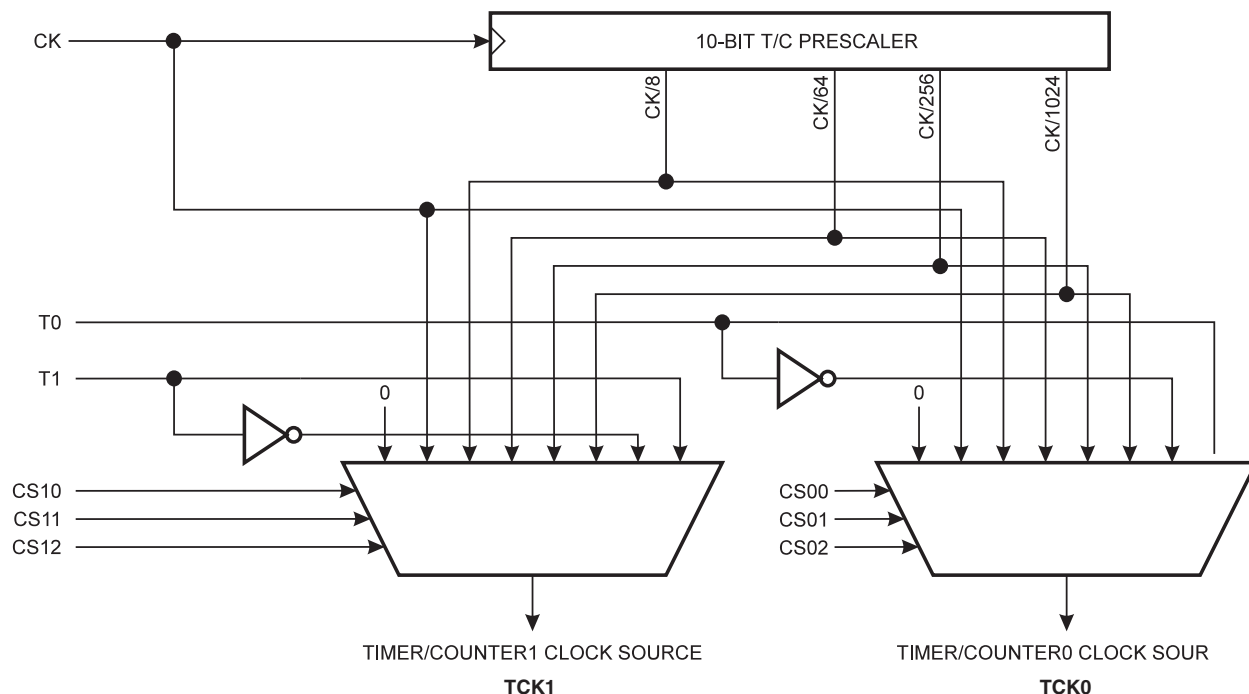 CK
10-BIT T/C PRESCALER
CK/8
CK/64
CK/256
CK/1024
T0
T1
0
0
CS10
CS11
CS12
CS00
CS01
CS02
TIMER/COUNTER1 CLOCK SOURCE
TCK1
TIMER/COUNTER0 CLOCK SOUR
TCK0